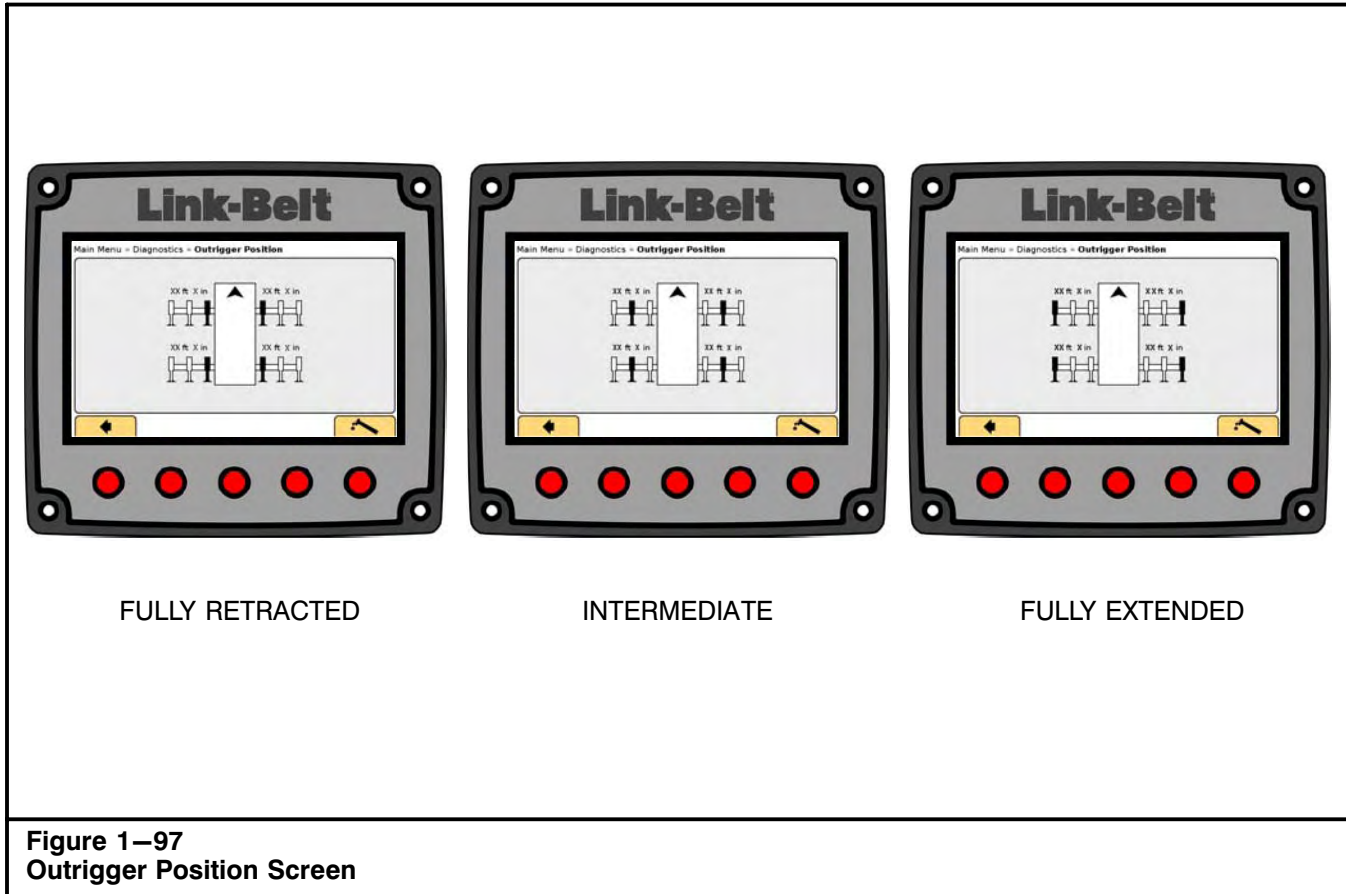 Link-Belt
Main Menu » Diagnostics » Outrigger Position
XX ft X in XX ft X in
XX ft X in XX ft X in
Link-Belt
Main Menu » Diagnostics » Outrigger Position
XX ft X in XX ft X in
XX ft X in XX ft X in
Link-Belt
Main Menu » Diagnostics » Outrigger Position
XX ft X in XX ft X in
XX ft X in XX ft X in
FULLY RETRACTED
INTERMEDIATE
FULLY EXTENDED
Figure 1—97
Outrigger Position Screen